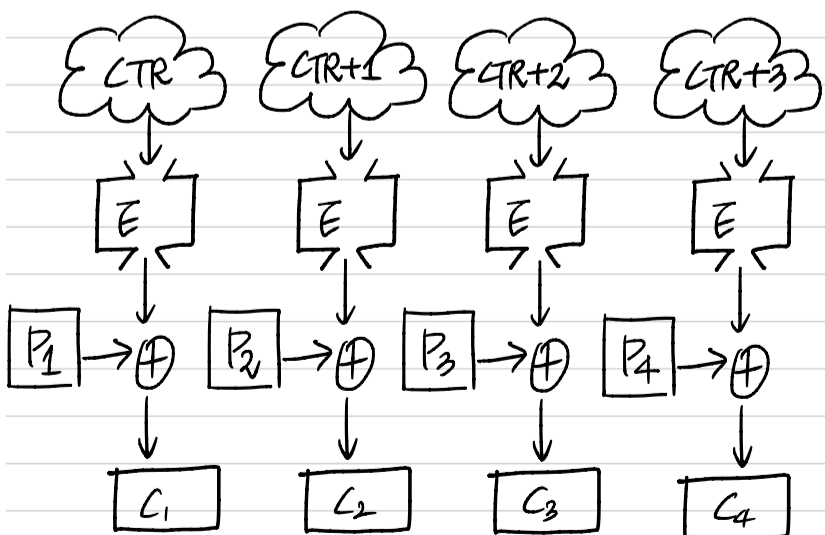 CTR CTR+1 CTR+2 CTR+3
E E E E
P1 P2 P3 P4
C1 C2 C3 C4